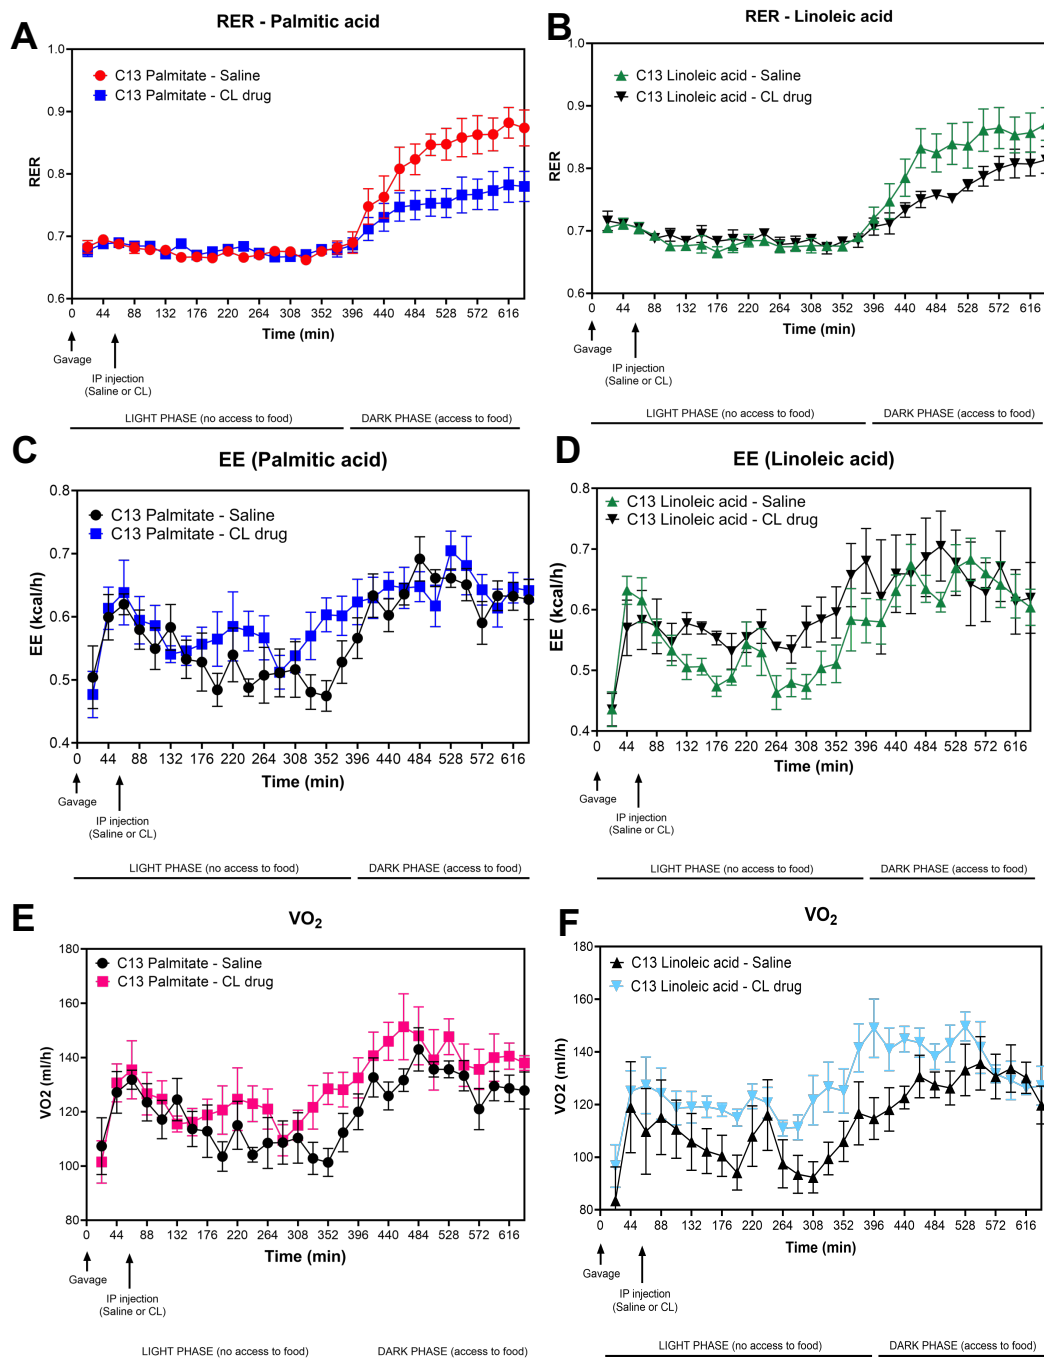 A
RER - Palmitic acid
C13 Palmitate - Saline
C13 Palmitate - CL drug
RER
1.0
0.9
0.8
0.7
0.6
0 44 88 132 176 220 264 308 352 396 440 484 528 572 616
Time (min)
Gavage
IP injection
(Saline or CL)
LIGHT PHASE (no access to food) DARK PHASE (access to food)
B
RER - Linoleic acid
C13 Linoleic acid - Saline
C13 Linoleic acid - CL drug
RER
1.0
0.9
0.8
0.7
0.6
0 44 88 132 176 220 264 308 352 396 440 484 528 572 616
Time (min)
Gavage
IP injection
(Saline or CL)
LIGHT PHASE (no access to food) DARK PHASE (access to food)
C
EE (Palmitic acid)
C13 Palmitate - Saline
C13 Palmitate - CL drug
EE (kcal/h)
0.8
0.7
0.6
0.5
0.4
0 44 88 132 176 220 264 308 352 396 440 484 528 572 616
Time (min)
Gavage
IP injection
(Saline or CL)
LIGHT PHASE (no access to food) DARK PHASE (access to food)
D
EE (Linoleic acid)
C13 Linoleic acid - Saline
C13 Linoleic acid - CL drug
EE (kcal/h)
0.8
0.7
0.6
0.5
0.4
0 44 88 132 176 220 264 308 352 396 440 484 528 572 616
Time (min)
Gavage
IP injection
(Saline or CL)
LIGHT PHASE (no access to food) DARK PHASE (access to food)
E
VO2
C13 Palmitate - Saline
C13 Palmitate - CL drug
VO2 (ml/h)
180
160
140
120
100
80
0 44 88 132 176 220 264 308 352 396 440 484 528 572 616
Time (min)
Gavage
IP injection
(Saline or CL)
LIGHT PHASE (no access to food) DARK PHASE (access to food)
F
VO2
C13 Linoleic acid - Saline
C13 Linoleic acid - CL drug
VO2 (ml/h)
180
160
140
120
100
80
0 44 88 132 176 220 264 308 352 396 440 484 528 572 616
Time (min)
Gavage
IP injection
(Saline or CL)
LIGHT PHASE (no access to food) DARK PHASE (access to food)